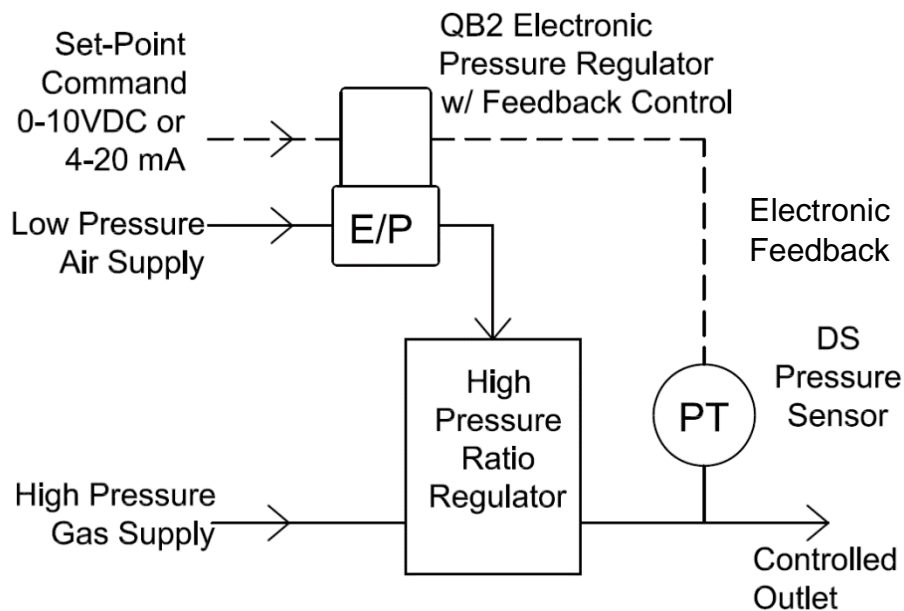 Set-Point
Command
0-10VDC or
4-20 mA
QB2 Electronic
Pressure Regulator
w/ Feedback Control
Low Pressure
Air Supply
E/P
Electronic
Feedback
High
Pressure
Ratio
Regulator
DS
Pressure
Sensor
PT
High Pressure
Gas Supply
Controlled
Outlet